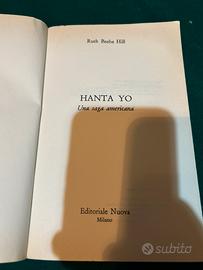 Ruth Beebe Hill
HANTA YO
Una saga americana
Editoriale Nuova
Milano
subito